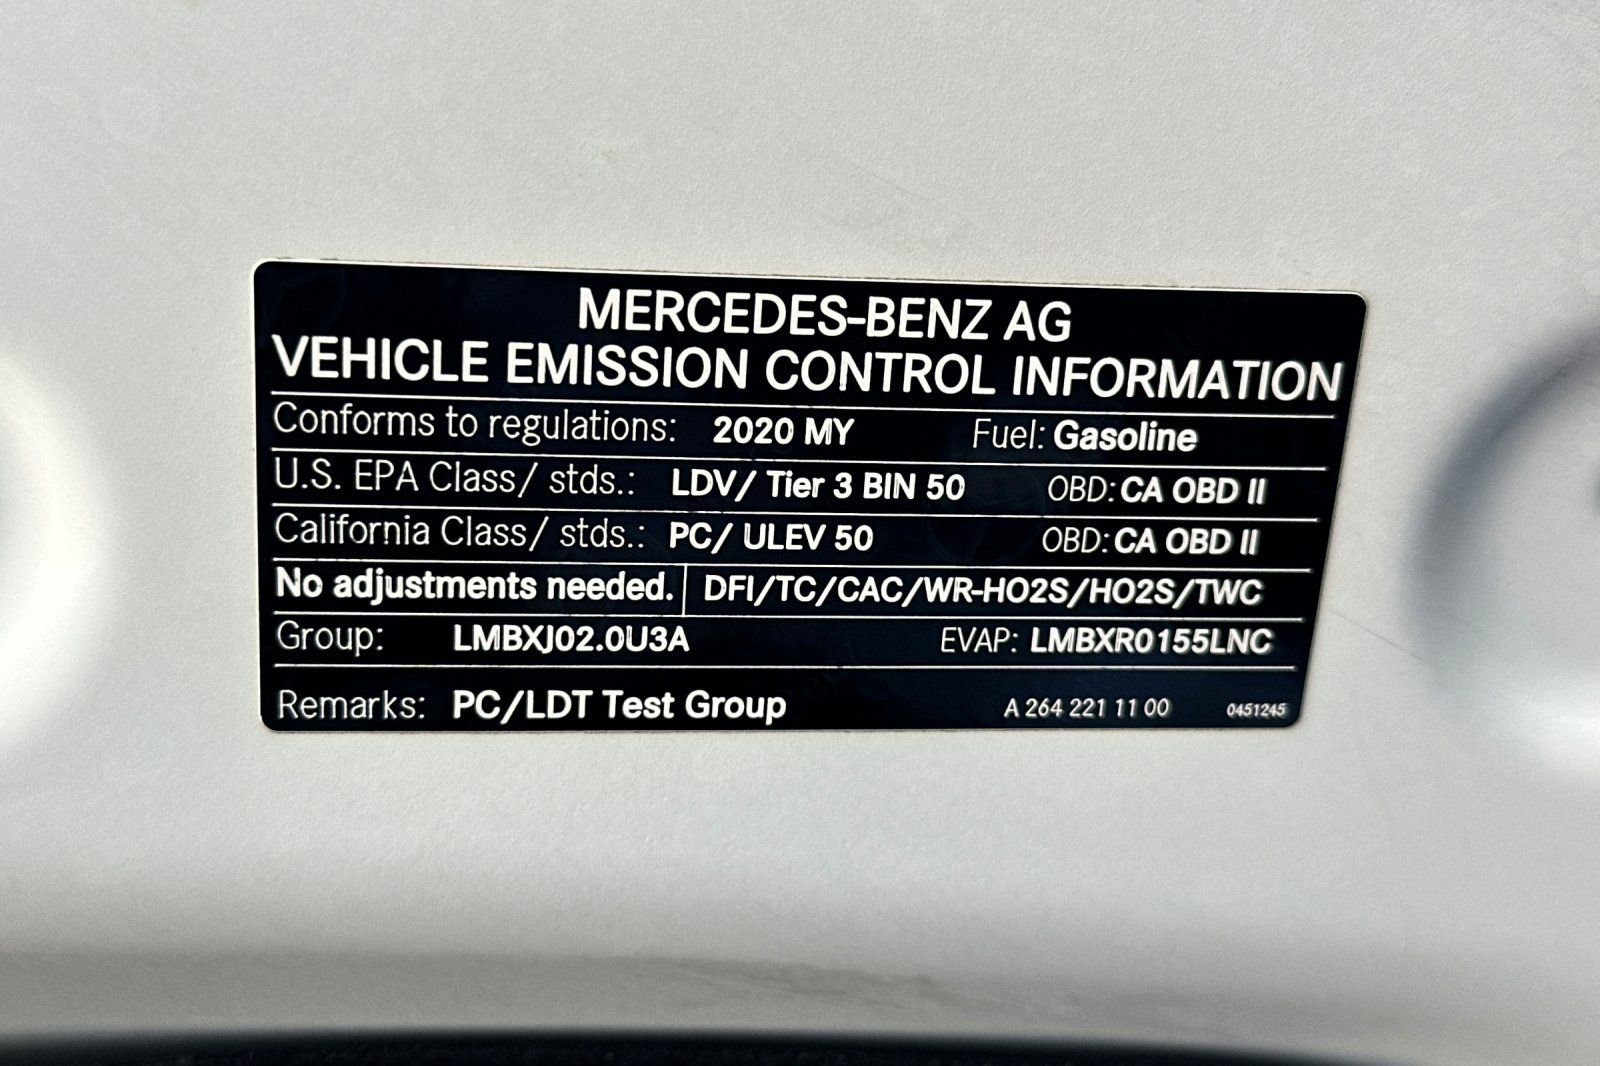 MERCEDES-BENZ AG
VEHICLE EMISSION CONTROL INFORMATION
Conforms to regulations: 2020 MY Fuel: Gasoline
U.S. EPA Class/ stds.: LDV/ Tier 3 BIN 50 OBD: CA OBD II
California Class/ stds.: PC/ ULEV 50 OBD: CA OBD II
No adjustments needed. DFI/TC/CAC/WR-HO2S/HO2S/TWC
Group: LMBXJ02.0U3A EVAP: LMBXR0155LNC
Remarks: PC/LDT Test Group A 264 221 11 00 0451245